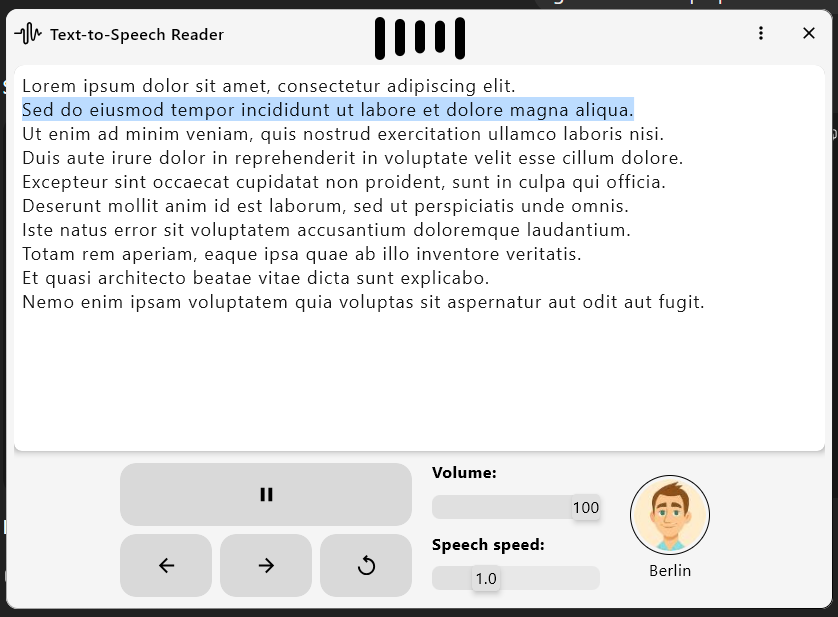 Text-to-Speech Reader
Lorem ipsum dolor sit amet, consectetur adipiscing elit.
Sed do eiusmod tempor incididunt ut labore et dolore magna aliqua.
Ut enim ad minim veniam, quis nostrud exercitation ullamco laboris nisi.
Duis aute irure dolor in reprehenderit in voluptate velit esse cillum dolore.
Excepteur sint occaecat cupidatat non proident, sunt in culpa qui officia.
Deserunt mollit anim id est laborum, sed ut perspiciatis unde omnis.
Iste natus error sit voluptatem accusantium doloremque laudantium.
Totam rem aperiam, eaque ipsa quae ab illo inventore veritatis.
Et quasi architecto beatae vitae dicta sunt explicabo.
Nemo enim ipsam voluptatem quia voluptas sit aspernatur aut odit aut fugit.
Volume:
100
Speech speed:
1.0
Berlin